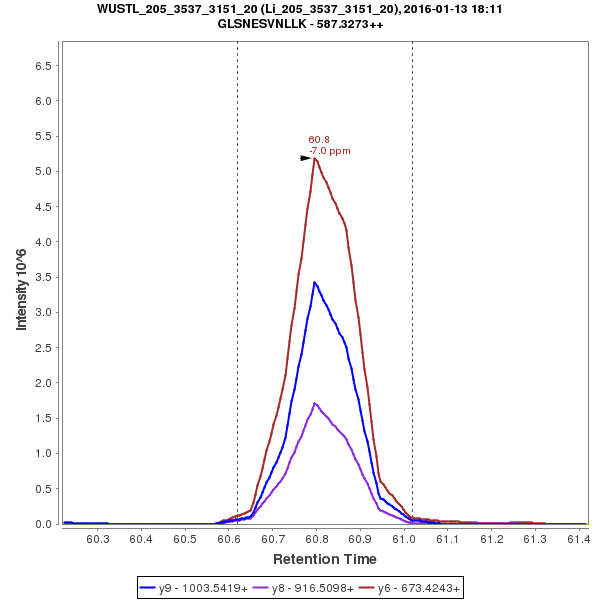 WUSTL_205_3537_3151_20 (Li_205_3537_3151_20), 2016-01-13 18:11
GLSNESVNLLK - 587.3273++
Intensity 10^6
6.5
6.0
5.5
5.0
4.5
4.0
3.5
3.0
2.5
2.0
1.5
1.0
0.5
0.0
60.8
-7.0 ppm
60.3 60.4 60.5 60.6 60.7 60.8 60.9 61.0 61.1 61.2 61.3 61.4
Retention Time
y9 - 1003.5419+ y8 - 916.5098+ y6 - 673.4243+